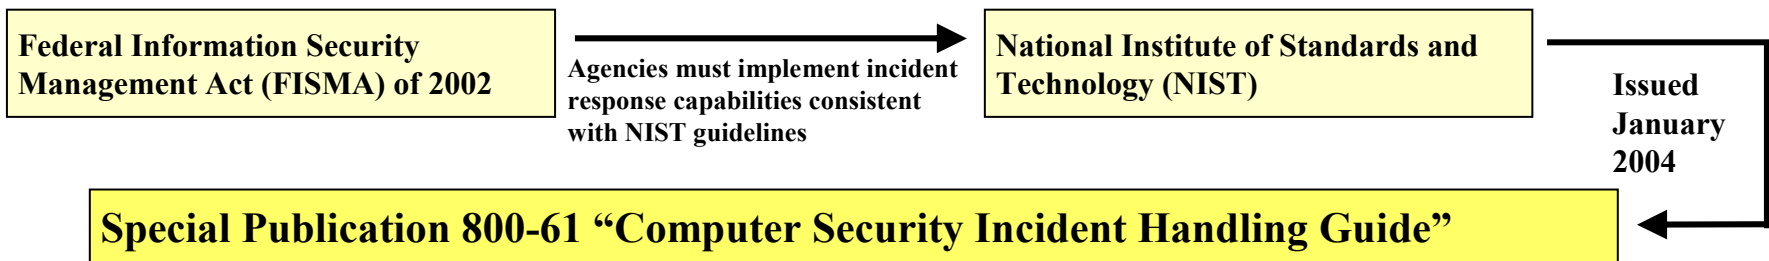 Federal Information Security
Management Act (FISMA) of 2002
Agencies must implement incident
response capabilities consistent
with NIST guidelines
National Institute of Standards and
Technology (NIST)
Issued
January
2004
Special Publication 800-61 “Computer Security Incident Handling Guide”